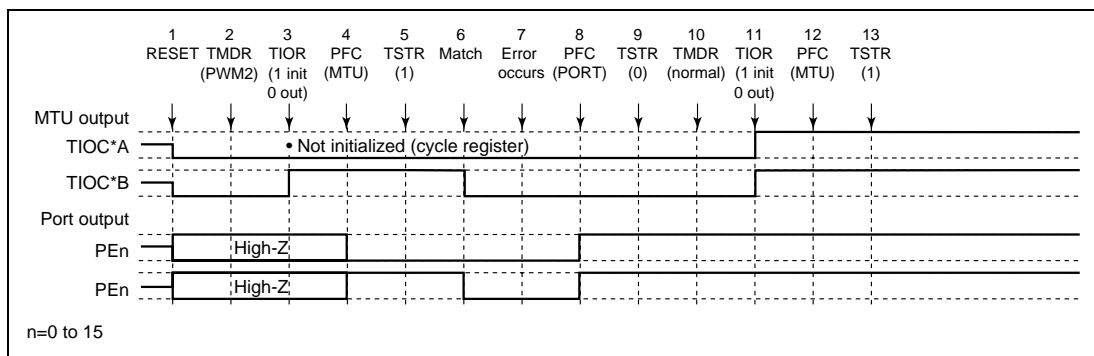 1 2 3 4 5 6 7 8 9 10 11 12 13
RESET TMDR TIOR PFC TSTR Match Error PFC TSTR TMDR TIOR PFC TSTR
(PWM2) (1 init (MTU) (1) occurs (PORT) (0) (normal) (1 init (MTU) (1)
0 out) 0 out)
MTU output
TIOC*A • Not initialized (cycle register)
TIOC*B
Port output
PEn High-Z
PEn High-Z
n=0 to 15